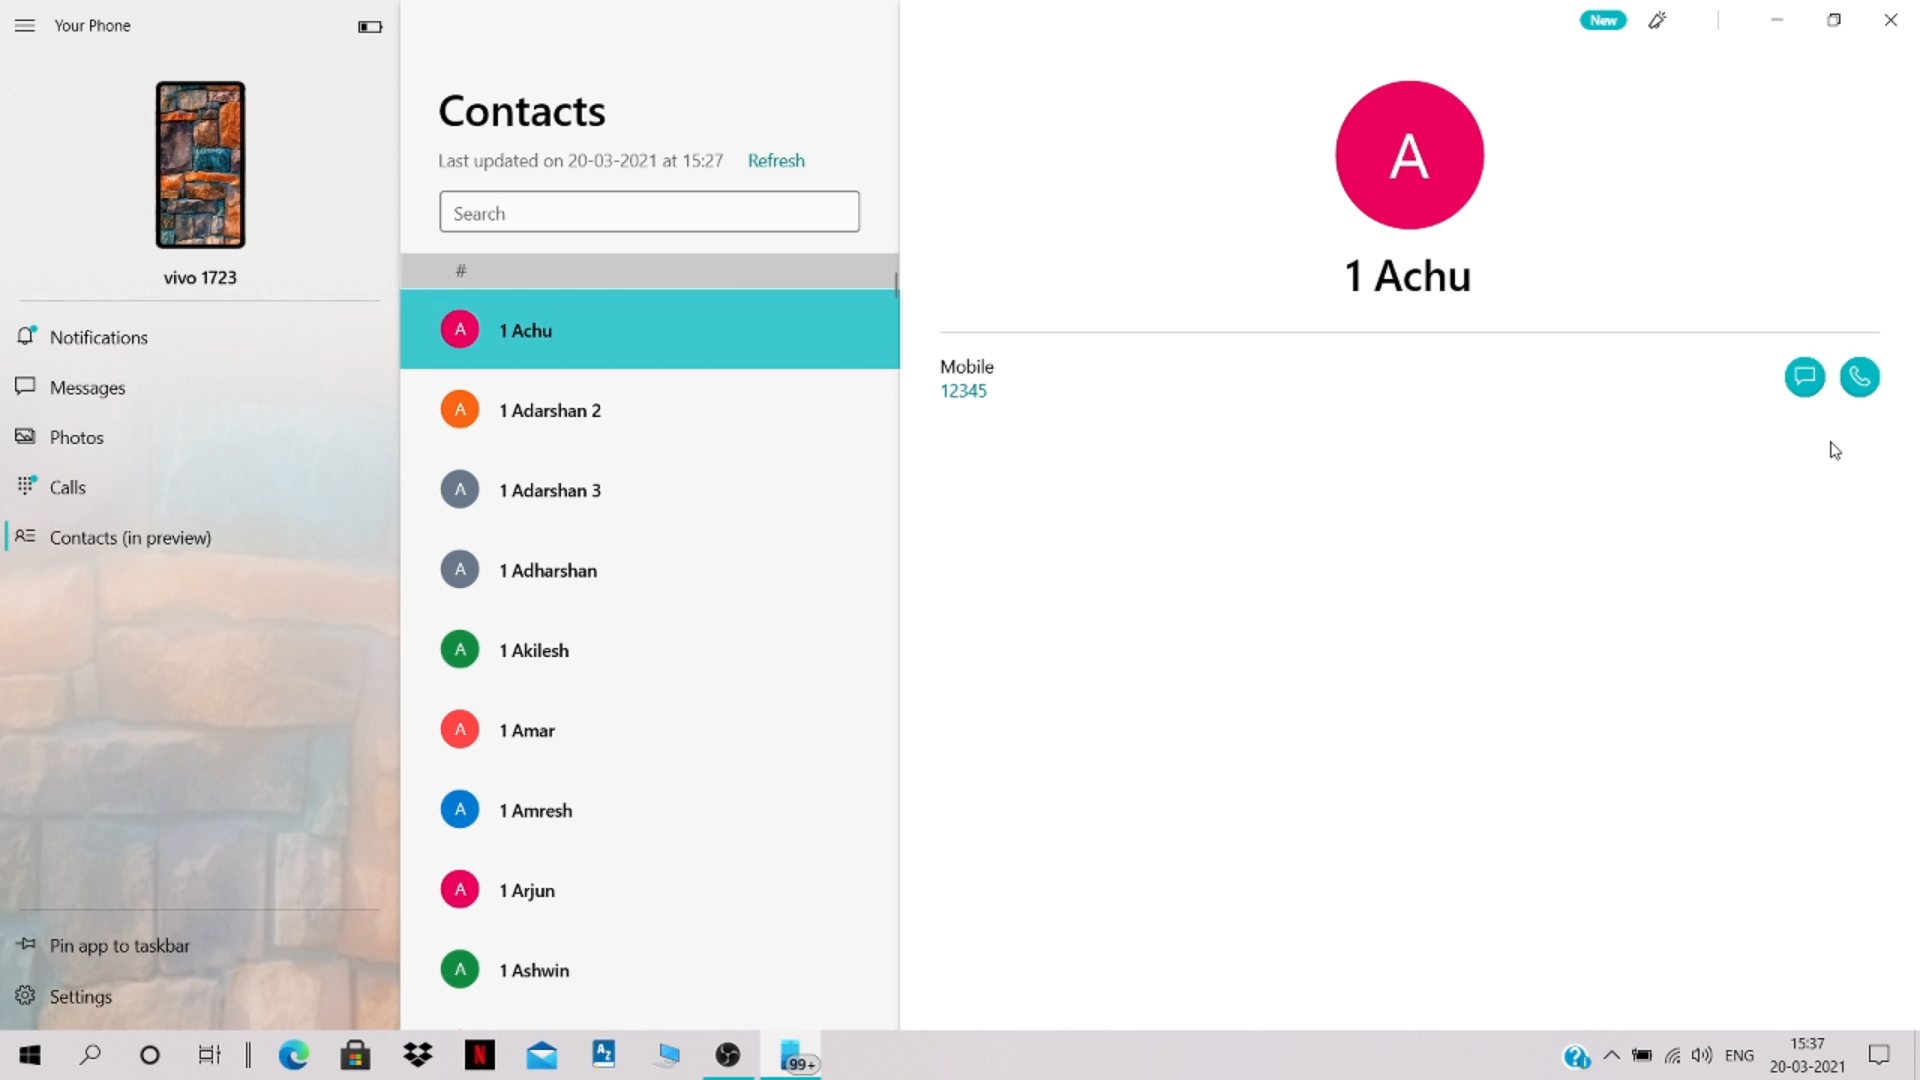 Your Phone
vivo 1723
Notifications
Messages
Photos
Calls
Contacts (in preview)
Pin app to taskbar
Settings
Contacts
Last updated on 20-03-2021 at 15:27 Refresh
Search
#
A 1 Achu
A 1 Adarshan 2
A 1 Adarshan 3
A 1 Adharshan
A 1 Akilesh
A 1 Amar
A 1 Amresh
A 1 Arjun
A 1 Ashwin
New
A
1 Achu
Mobile
12345
N
A Z
99+
?
ENG
15:37
20-03-2021